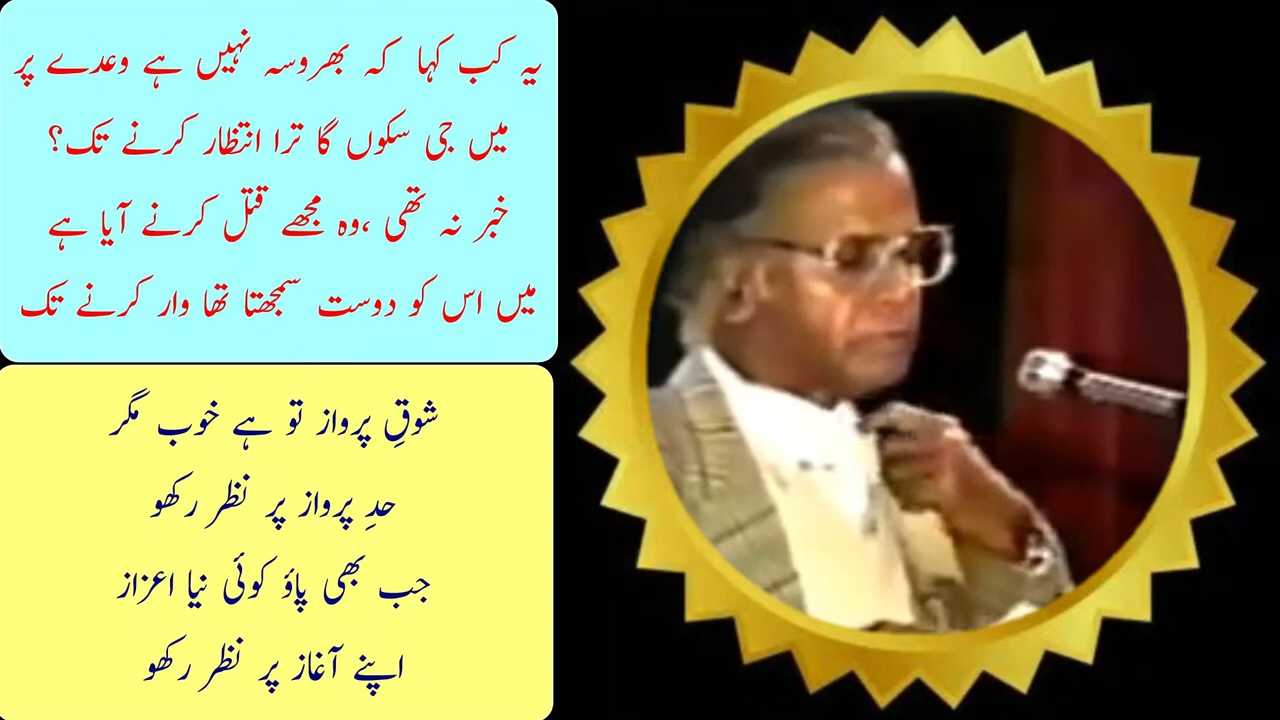 یہ کب کہا کہ بھروسہ نہیں ہے وعدے پر
میں جی سکوں گا ترا انتظار کرنے تک؟
خبر نہ تھی ،وہ مجھے قتل کرنے آیا ہے
میں اس کو دوست سمجھتا تھا وار کرنے تک
شوقِ پرواز تو ہے خوب مگر
حدِ پرواز پر نظر رکھو
جب بھی پاؤ کوئی نیا اعزاز
اپنے آغاز پر نظر رکھو